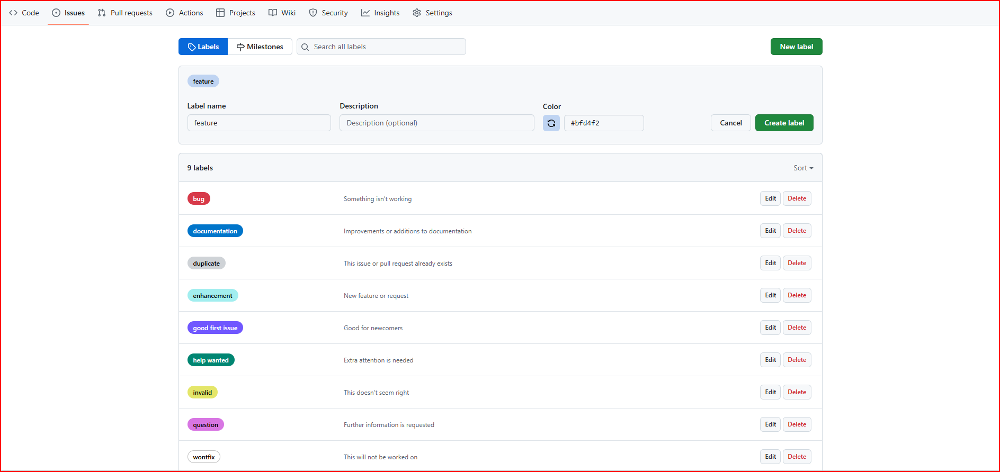 Code Issues Pull requests Actions Projects Wiki Security Insights Settings
Labels Milestones Search all labels New label
feature
Label name Description Color
feature Description (optional) #bfd4f2 Cancel Create label
9 labels Sort
bug Something isn't working Edit Delete
documentation Improvements or additions to documentation Edit Delete
duplicate This issue or pull request already exists Edit Delete
enhancement New feature or request Edit Delete
good first issue Good for newcomers Edit Delete
help wanted Extra attention is needed Edit Delete
invalid This doesn't seem right Edit Delete
question Further information is requested Edit Delete
wontfix This will not be worked on Edit Delete